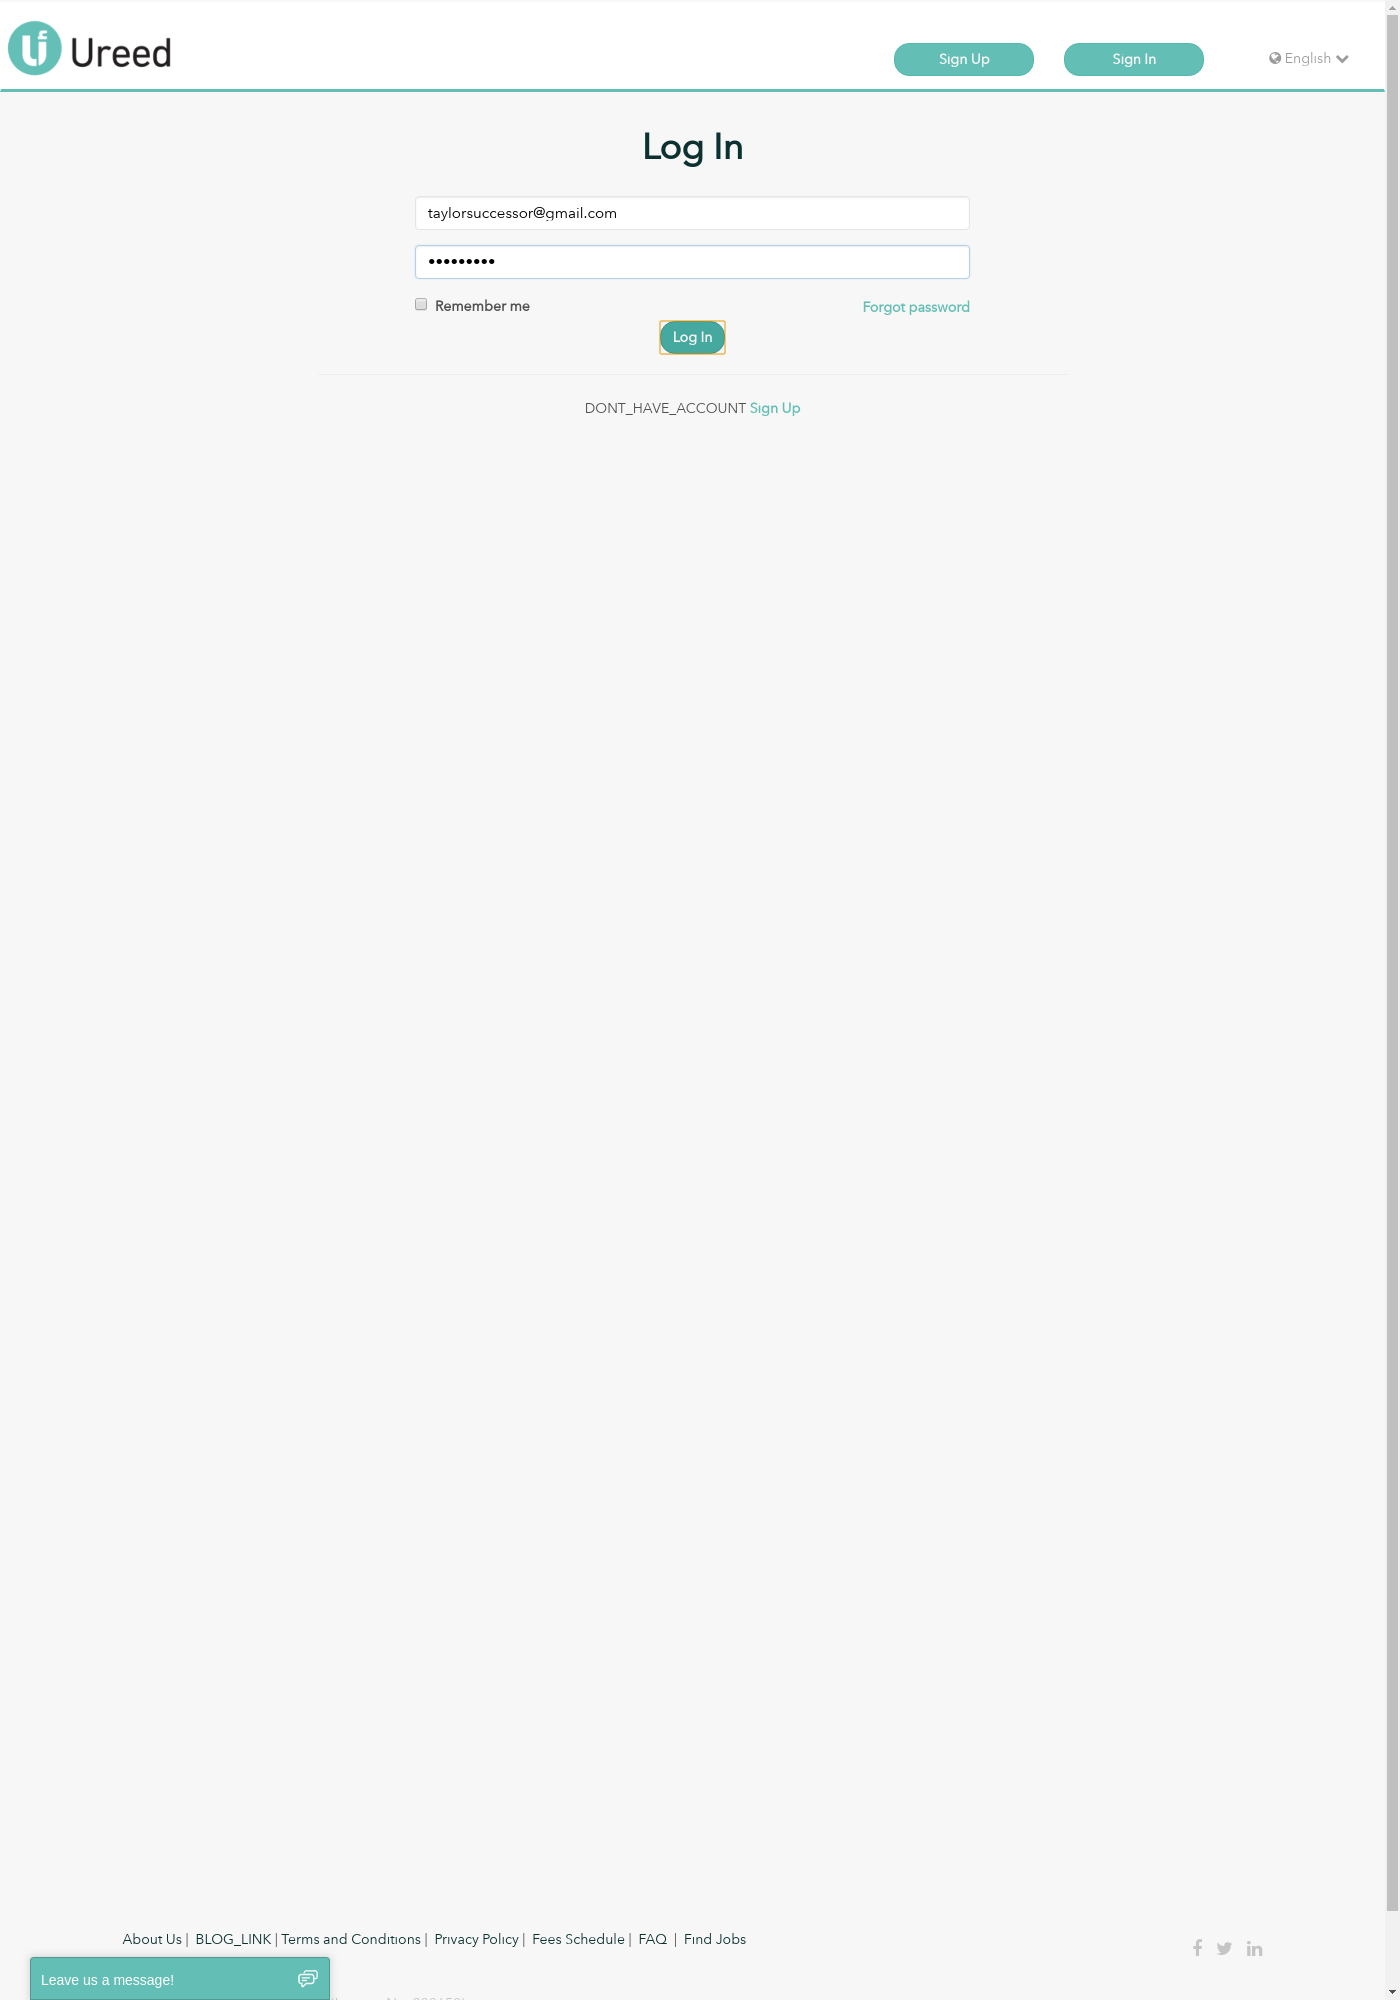 Ureed
Sign Up
Sign In
English
Log In
taylorsuccessor@gmail.com
•••••••••
Remember me
Forgot password
Log In
DONT_HAVE_ACCOUNT Sign Up
About Us | BLOG_LINK | Terms and Conditions | Privacy Policy | Fees Schedule | FAQ | Find Jobs
Leave us a message!